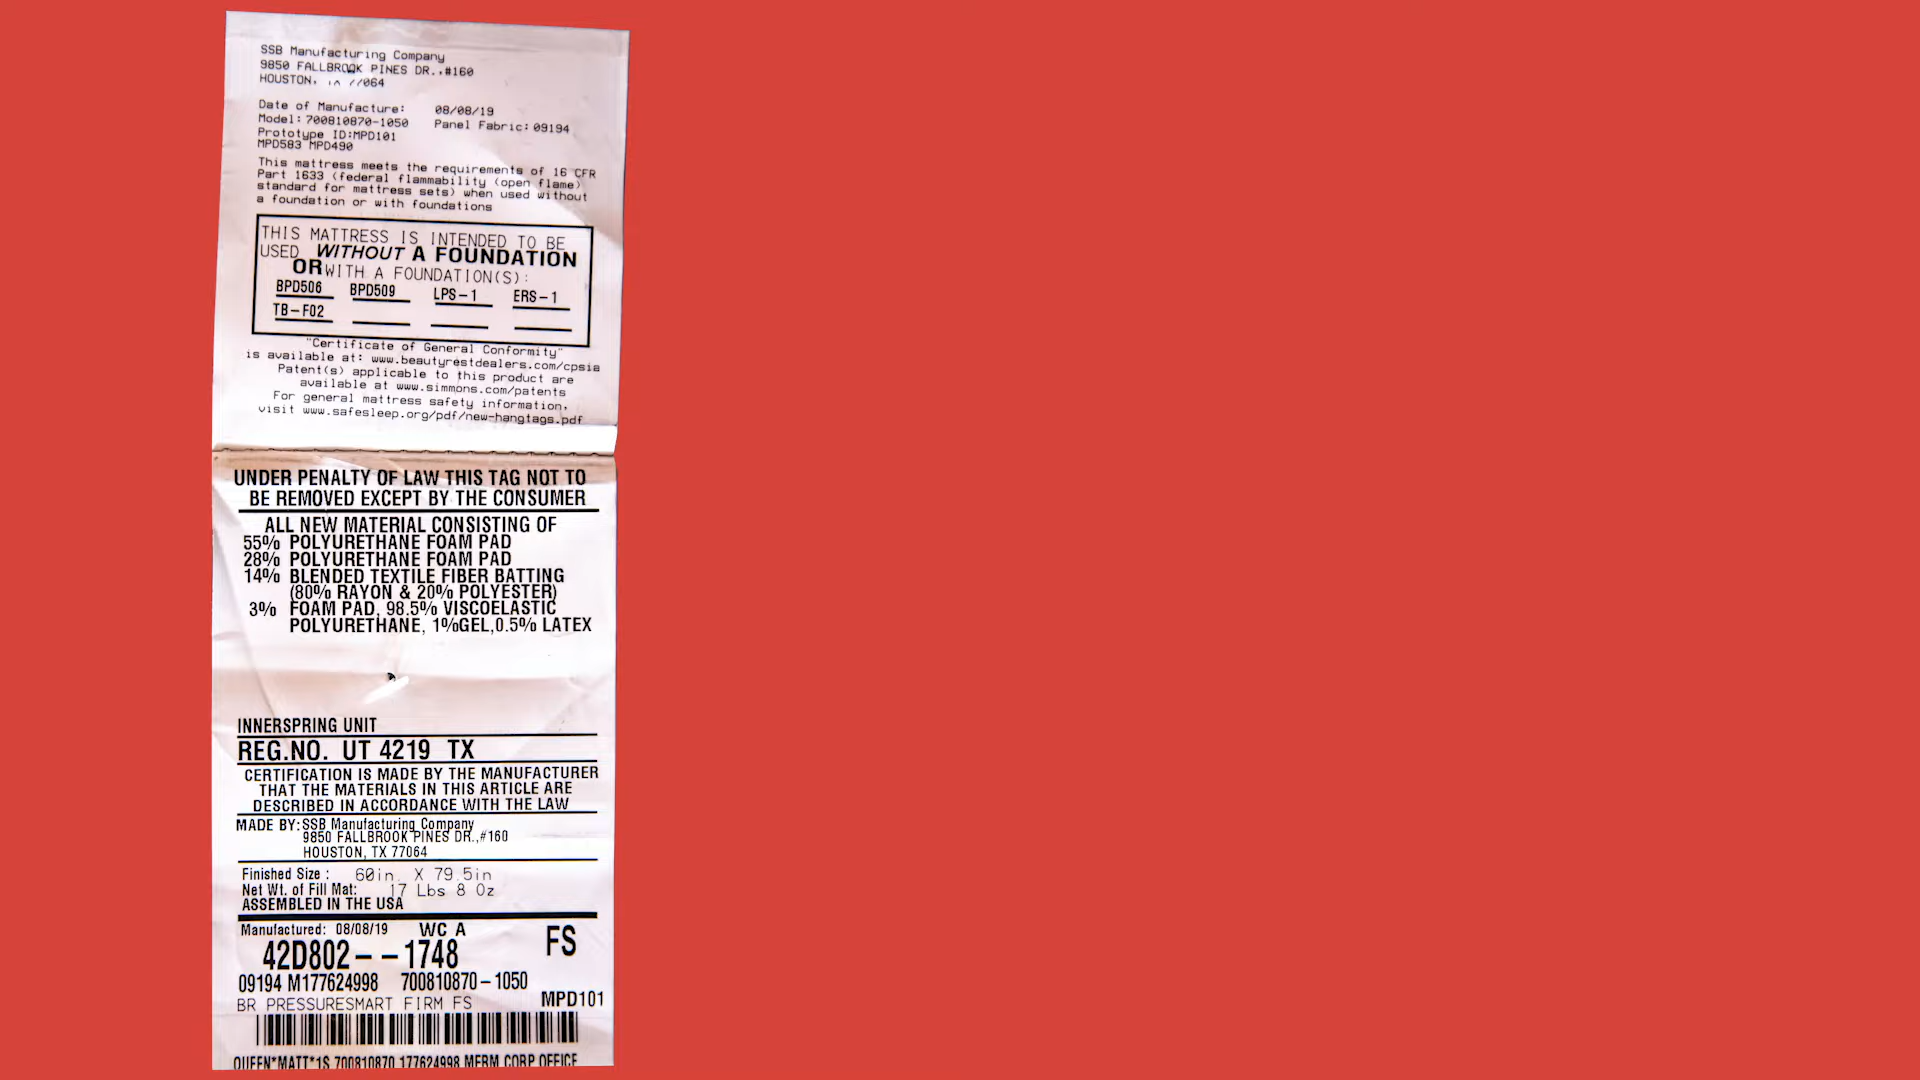 SSB Manufacturing Company
9850 FALLBROOK PINES DR.,#160
HOUSTON, TX 77064
Date of Manufacture: 08/08/19
Model: 700810870-1050 Panel Fabric: 09194
Prototype ID:MPD101
MPD583 MPD490
This mattress meets the requirements of 16 CFR
Part 1633 (federal flammability (open flame)
standard for mattress sets) when used without
a foundation or with foundations
THIS MATTRESS IS INTENDED TO BE
USED WITHOUT A FOUNDATION
OR WITH A FOUNDATION(S):
BPD506 BPD509 LPS-1 ERS-1
TB-F02
"Certificate of General Conformity"
is available at: www.beautyrestdealers.com/cpsia
Patent(s) applicable to this product are
available at www.simmons.com/patents
For general mattress safety information,
visit www.safesleep.org/pdf/new-hangtags.pdf
UNDER PENALTY OF LAW THIS TAG NOT TO
BE REMOVED EXCEPT BY THE CONSUMER
ALL NEW MATERIAL CONSISTING OF
55% POLYURETHANE FOAM PAD
28% POLYURETHANE FOAM PAD
14% BLENDED TEXTILE FIBER BATTING
(80% RAYON & 20% POLYESTER)
3% FOAM PAD, 98.5% VISCOELASTIC
POLYURETHANE, 1%GEL,0.5% LATEX
INNERSPRING UNIT
REG.NO. UT 4219 TX
CERTIFICATION IS MADE BY THE MANUFACTURER
THAT THE MATERIALS IN THIS ARTICLE ARE
DESCRIBED IN ACCORDANCE WITH THE LAW
MADE BY: SSB Manufacturing Company
9850 FALLBROOK PINES DR.,#160
HOUSTON, TX 77064
Finished Size : 60in. X 79.5in
Net Wt. of Fill Mat: 17 Lbs 8 Oz
ASSEMBLED IN THE USA
Manufactured: 08/08/19 WC A
42D802--1748 FS
09194 M177624998 700810870-1050
BR PRESSURESMART FIRM FS MPD101
QUEEN*MATT*1S 700810870 177624998 MFRM CORP OFFICE